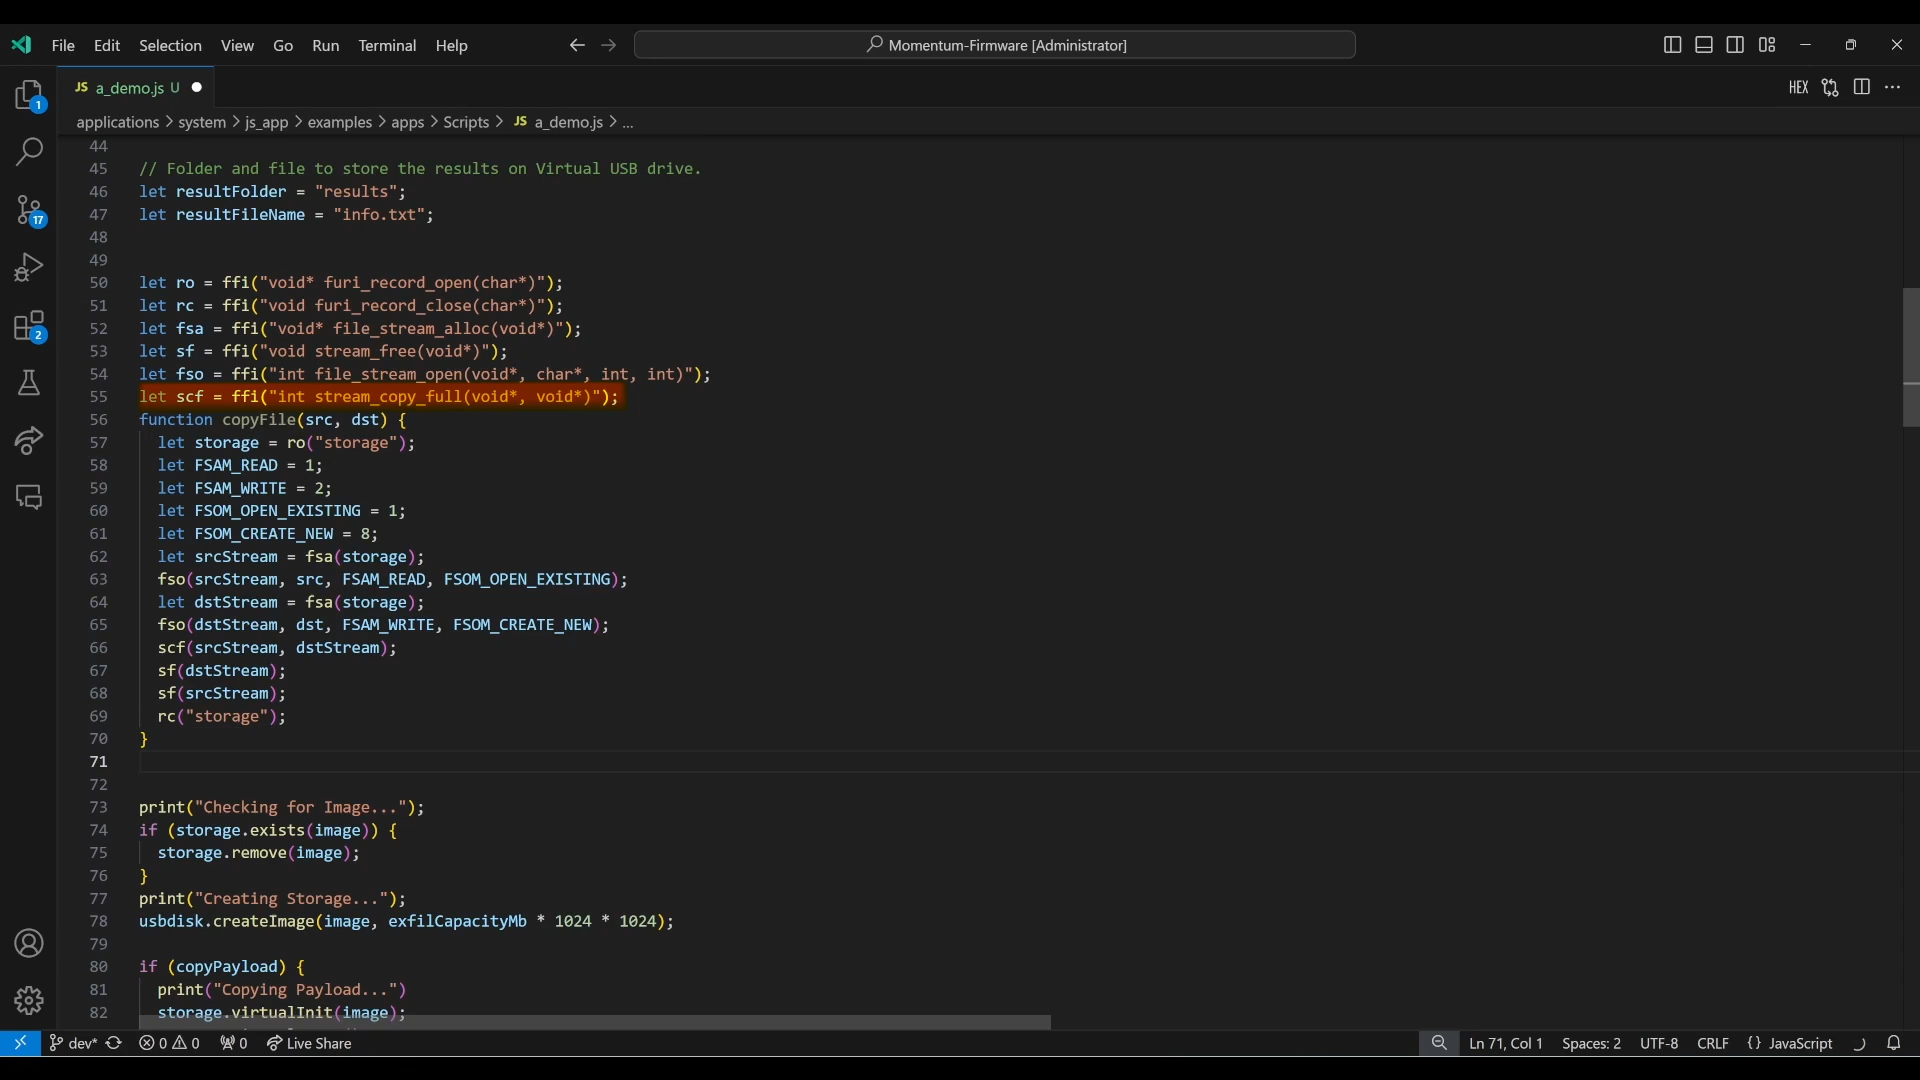 File Edit Selection View Go Run Terminal Help
Momentum-Firmware [Administrator]
JS a_demo.js U
HEX
applications > system > js_app > examples > apps > Scripts > JS a_demo.js > ...
1
17
2
44
45 // Folder and file to store the results on Virtual USB drive.
46 let resultFolder = "results";
47 let resultFileName = "info.txt";
48
49
50 let ro = ffi("void* furi_record_open(char*)");
51 let rc = ffi("void furi_record_close(char*)");
52 let fsa = ffi("void* file_stream_alloc(void*)");
53 let sf = ffi("void stream_free(void*)");
54 let fso = ffi("int file_stream_open(void*, char*, int, int)");
55 let scf = ffi("int stream_copy_full(void*, void*)");
56 function copyFile(src, dst) {
57 let storage = ro("storage");
58 let FSAM_READ = 1;
59 let FSAM_WRITE = 2;
60 let FSOM_OPEN_EXISTING = 1;
61 let FSOM_CREATE_NEW = 8;
62 let srcStream = fsa(storage);
63 fso(srcStream, src, FSAM_READ, FSOM_OPEN_EXISTING);
64 let dstStream = fsa(storage);
65 fso(dstStream, dst, FSAM_WRITE, FSOM_CREATE_NEW);
66 scf(srcStream, dstStream);
67 sf(dstStream);
68 sf(srcStream);
69 rc("storage");
70 }
71
72
73 print("Checking for Image...");
74 if (storage.exists(image)) {
75 storage.remove(image);
76 }
77 print("Creating Storage...");
78 usbdisk.createImage(image, exfilCapacityMb * 1024 * 1024);
79
80 if (copyPayload) {
81 print("Copying Payload...")
82 storage.virtualInit(image);
dev* 0 0 0 Live Share
Ln 71, Col 1 Spaces: 2 UTF-8 CRLF {} JavaScript